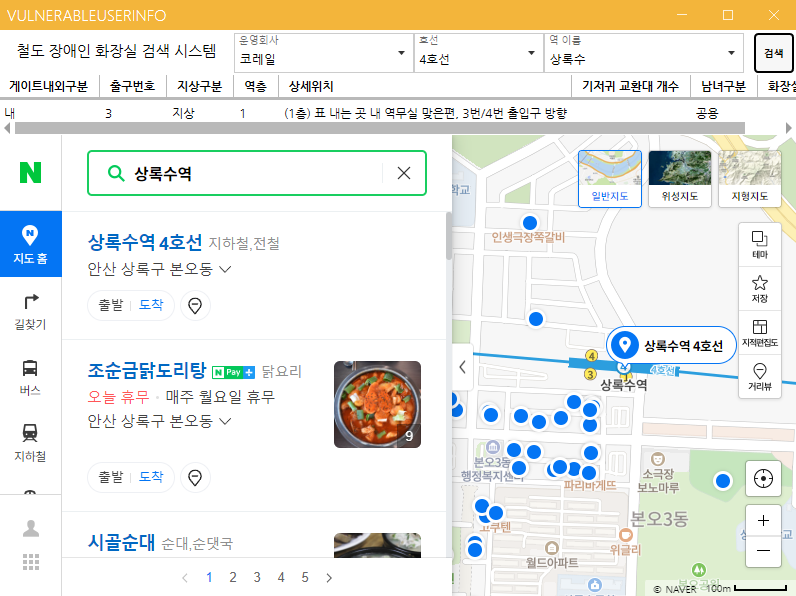 VULNERABLEUSERINFO
철도 장애인 화장실 검색 시스템
운영회사
코레일
호선
4호선
역 이름
상록수
검색
게이트내외구분
출구번호
지상구분
역층
상세위치
기저귀 교환대 개수
남녀구분
화장실
내
3
지상
1
(1층) 표 내는 곳 내 역무실 맞은편, 3번/4번 출입구 방향
공용
N
상록수역
지도 홈
길찾기
버스
지하철
상록수역 4호선 지하철,전철
안산 상록구 본오동
출발 도착
조순금닭도리탕 N Pay + 닭요리
오늘 휴무 · 매주 월요일 휴무
안산 상록구 본오동
9
출발 도착
시골순대 순대,순댓국
1 2 3 4 5
학교
일반지도
위성지도
지형도
인생극장쪽갈비
테마
저장
지적편집도
거리뷰
상록수역 4호선
4
3
1
4호선
상록수역
본오3동
행정복지센터
파리바게뜨
소극장
보노마루
고쿠텐
본오3동
위글리
월드아파트
본오공원
© NAVER 100m